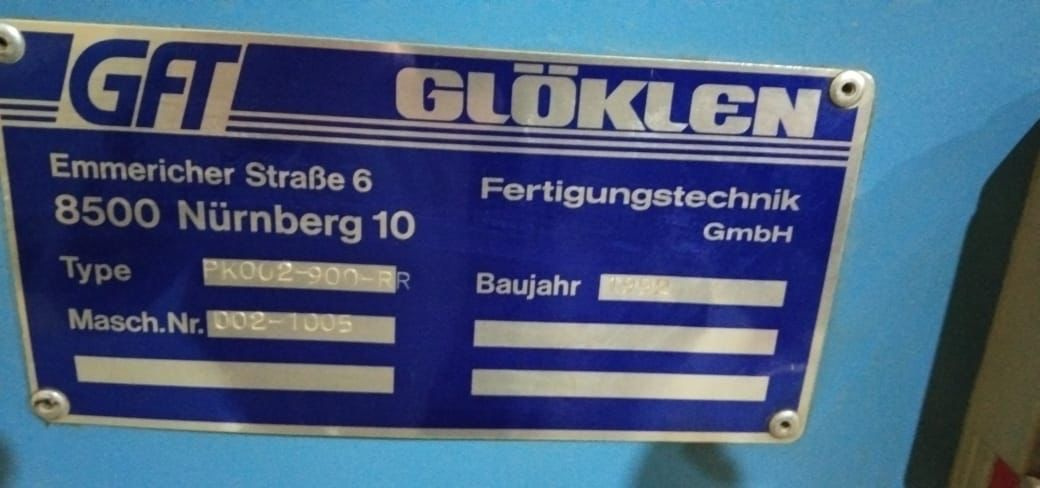 GFT GLÖKLEN
Emmericher Straße 6
8500 Nürnberg 10
Fertigungstechnik
GmbH
Type PK002-900-RR
Baujahr 1992
Masch.Nr. 002-1005